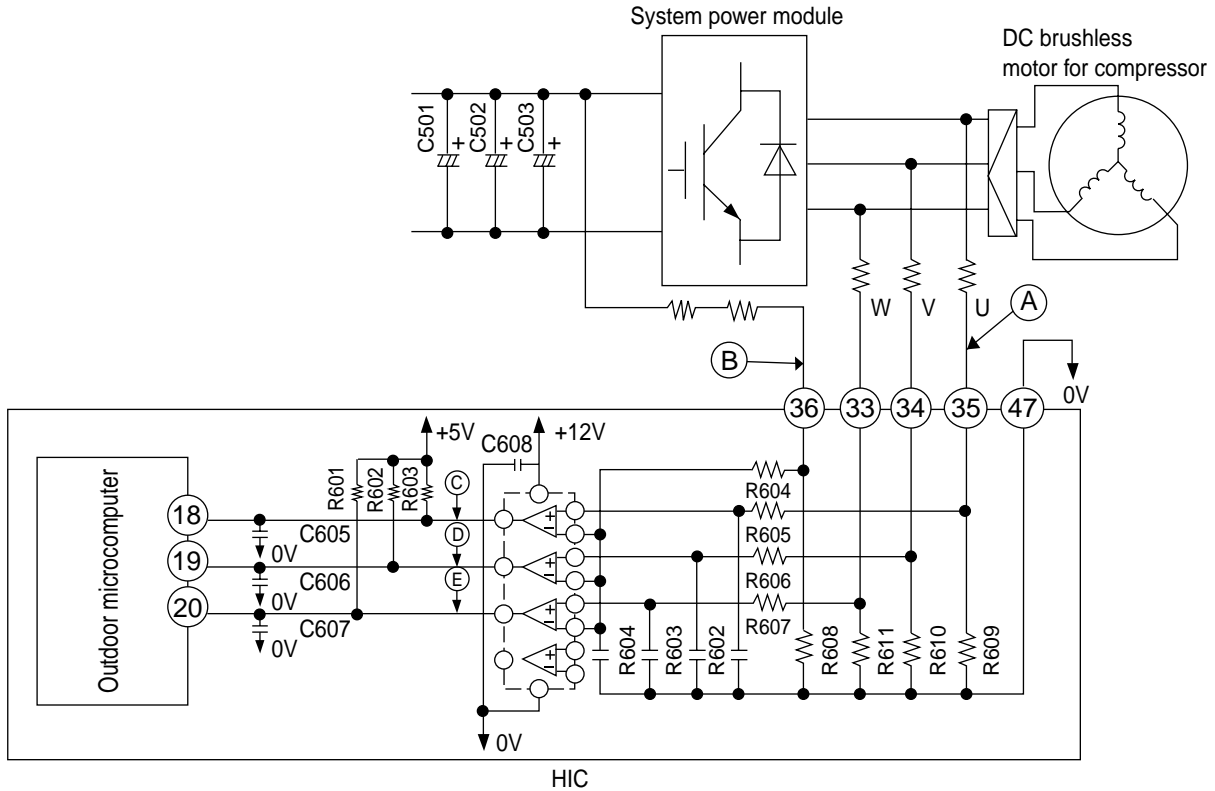 System power module
DC brushless
motor for compressor
C501
C502
C503
+
+
+
W
V
U
A
B
36
33
34
35
47
0V
+5V
C608
+12V
R601
R602
R603
C
D
E
Outdoor microcomputer
18
19
20
C605
0V
C606
0V
C607
0V
+
−
+
−
+
−
+
−
R604
R605
R606
R607
R604
R603
R602
R608
R611
R610
R609
0V
HIC